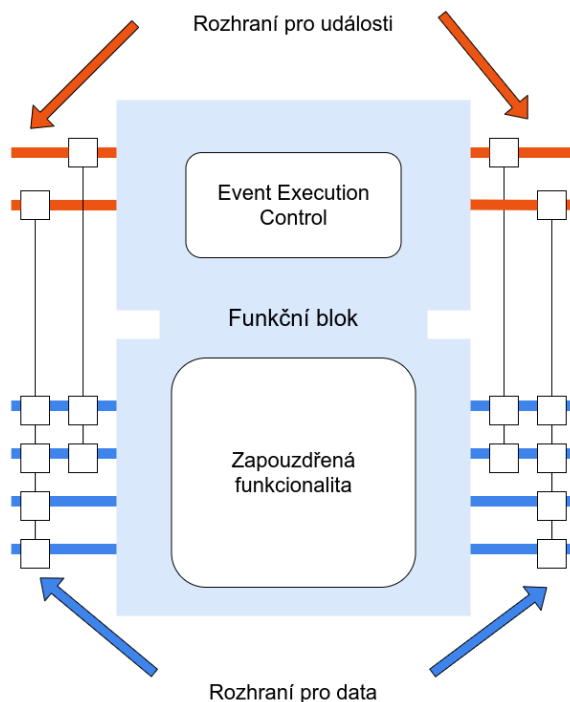 Rozhraní pro události
Event Execution
Control
Funkční blok
Zapouzdřená
funkcionalita
Rozhraní pro data